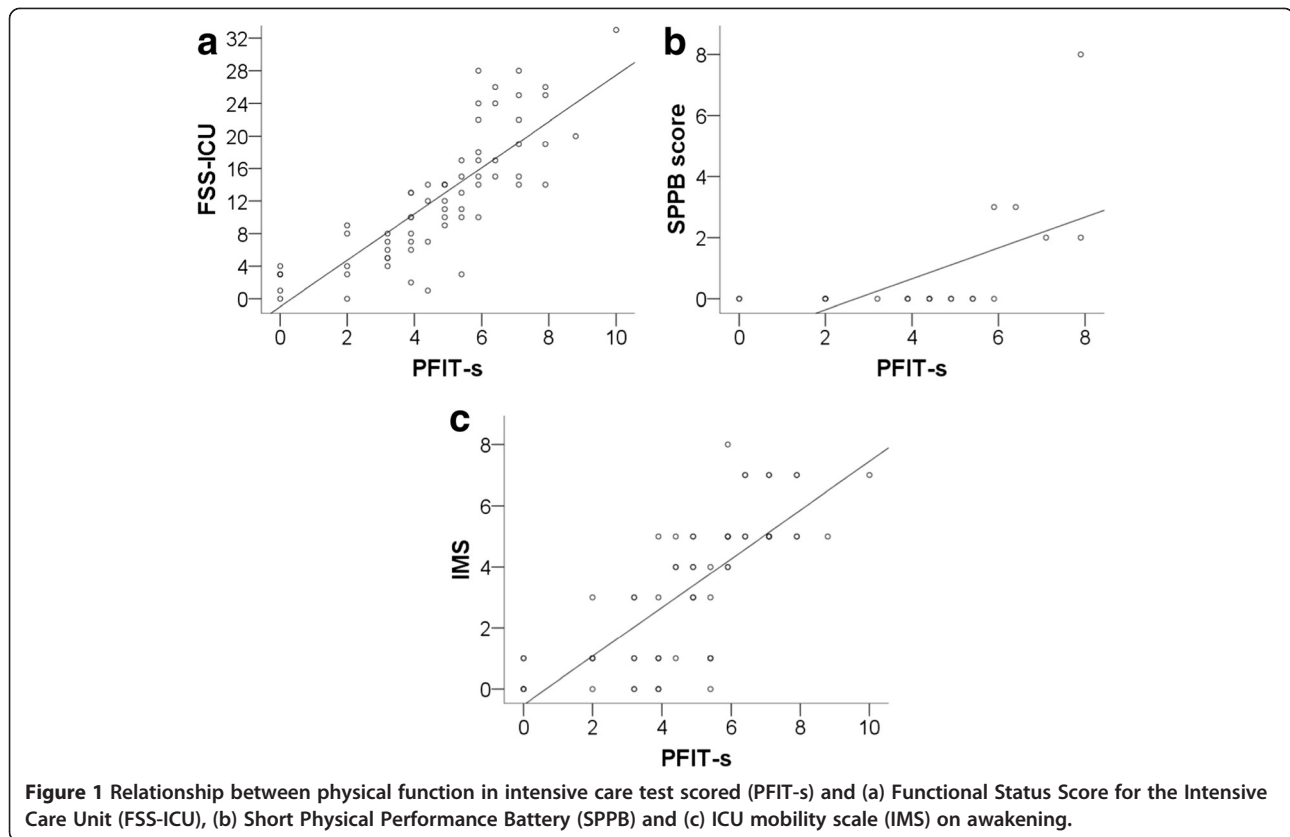 a
32
28
24
20
16
12
8
4
0
FSS-ICU
0 2 4 6 8 10
PFIT-s
b
8
6
4
2
0
SPPB score
0 2 4 6 8
PFIT-s
c
8
6
4
2
0
IMS
0 2 4 6 8 10
PFIT-s
Figure 1 Relationship between physical function in intensive care test scored (PFIT-s) and (a) Functional Status Score for the Intensive
Care Unit (FSS-ICU), (b) Short Physical Performance Battery (SPPB) and (c) ICU mobility scale (IMS) on awakening.